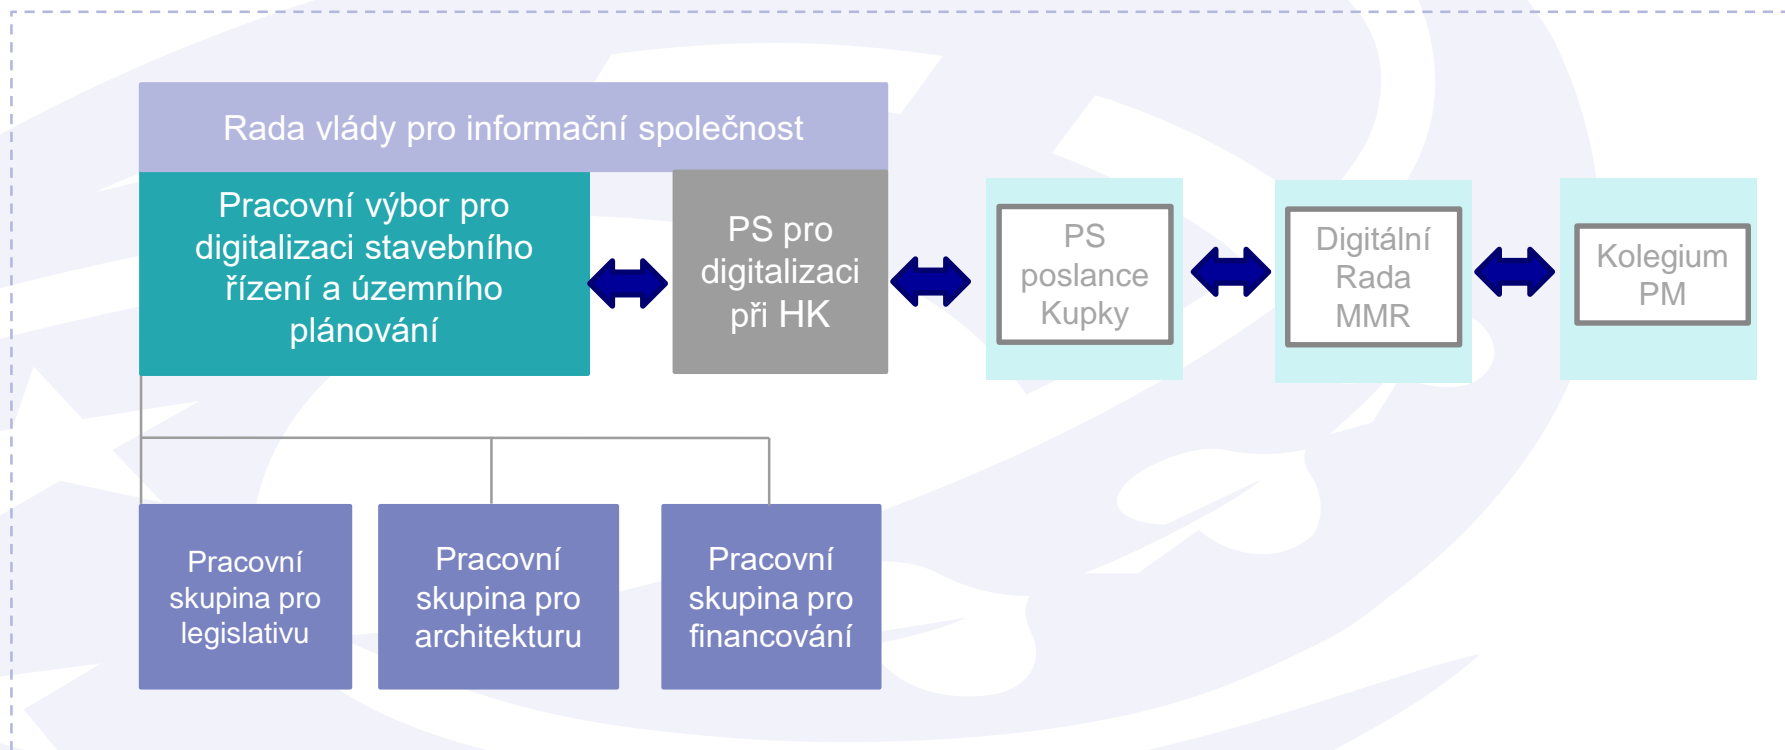 Rada vlády pro informační společnost
Pracovní výbor pro
digitalizaci stavebního
řízení a územního
plánování
PS pro
digitalizaci
při HK
PS
poslance
Kupky
Digitální
Rada
MMR
Kolegium
PM
Pracovní
skupina pro
legislativu
Pracovní
skupina pro
architekturu
Pracovní
skupina pro
financování